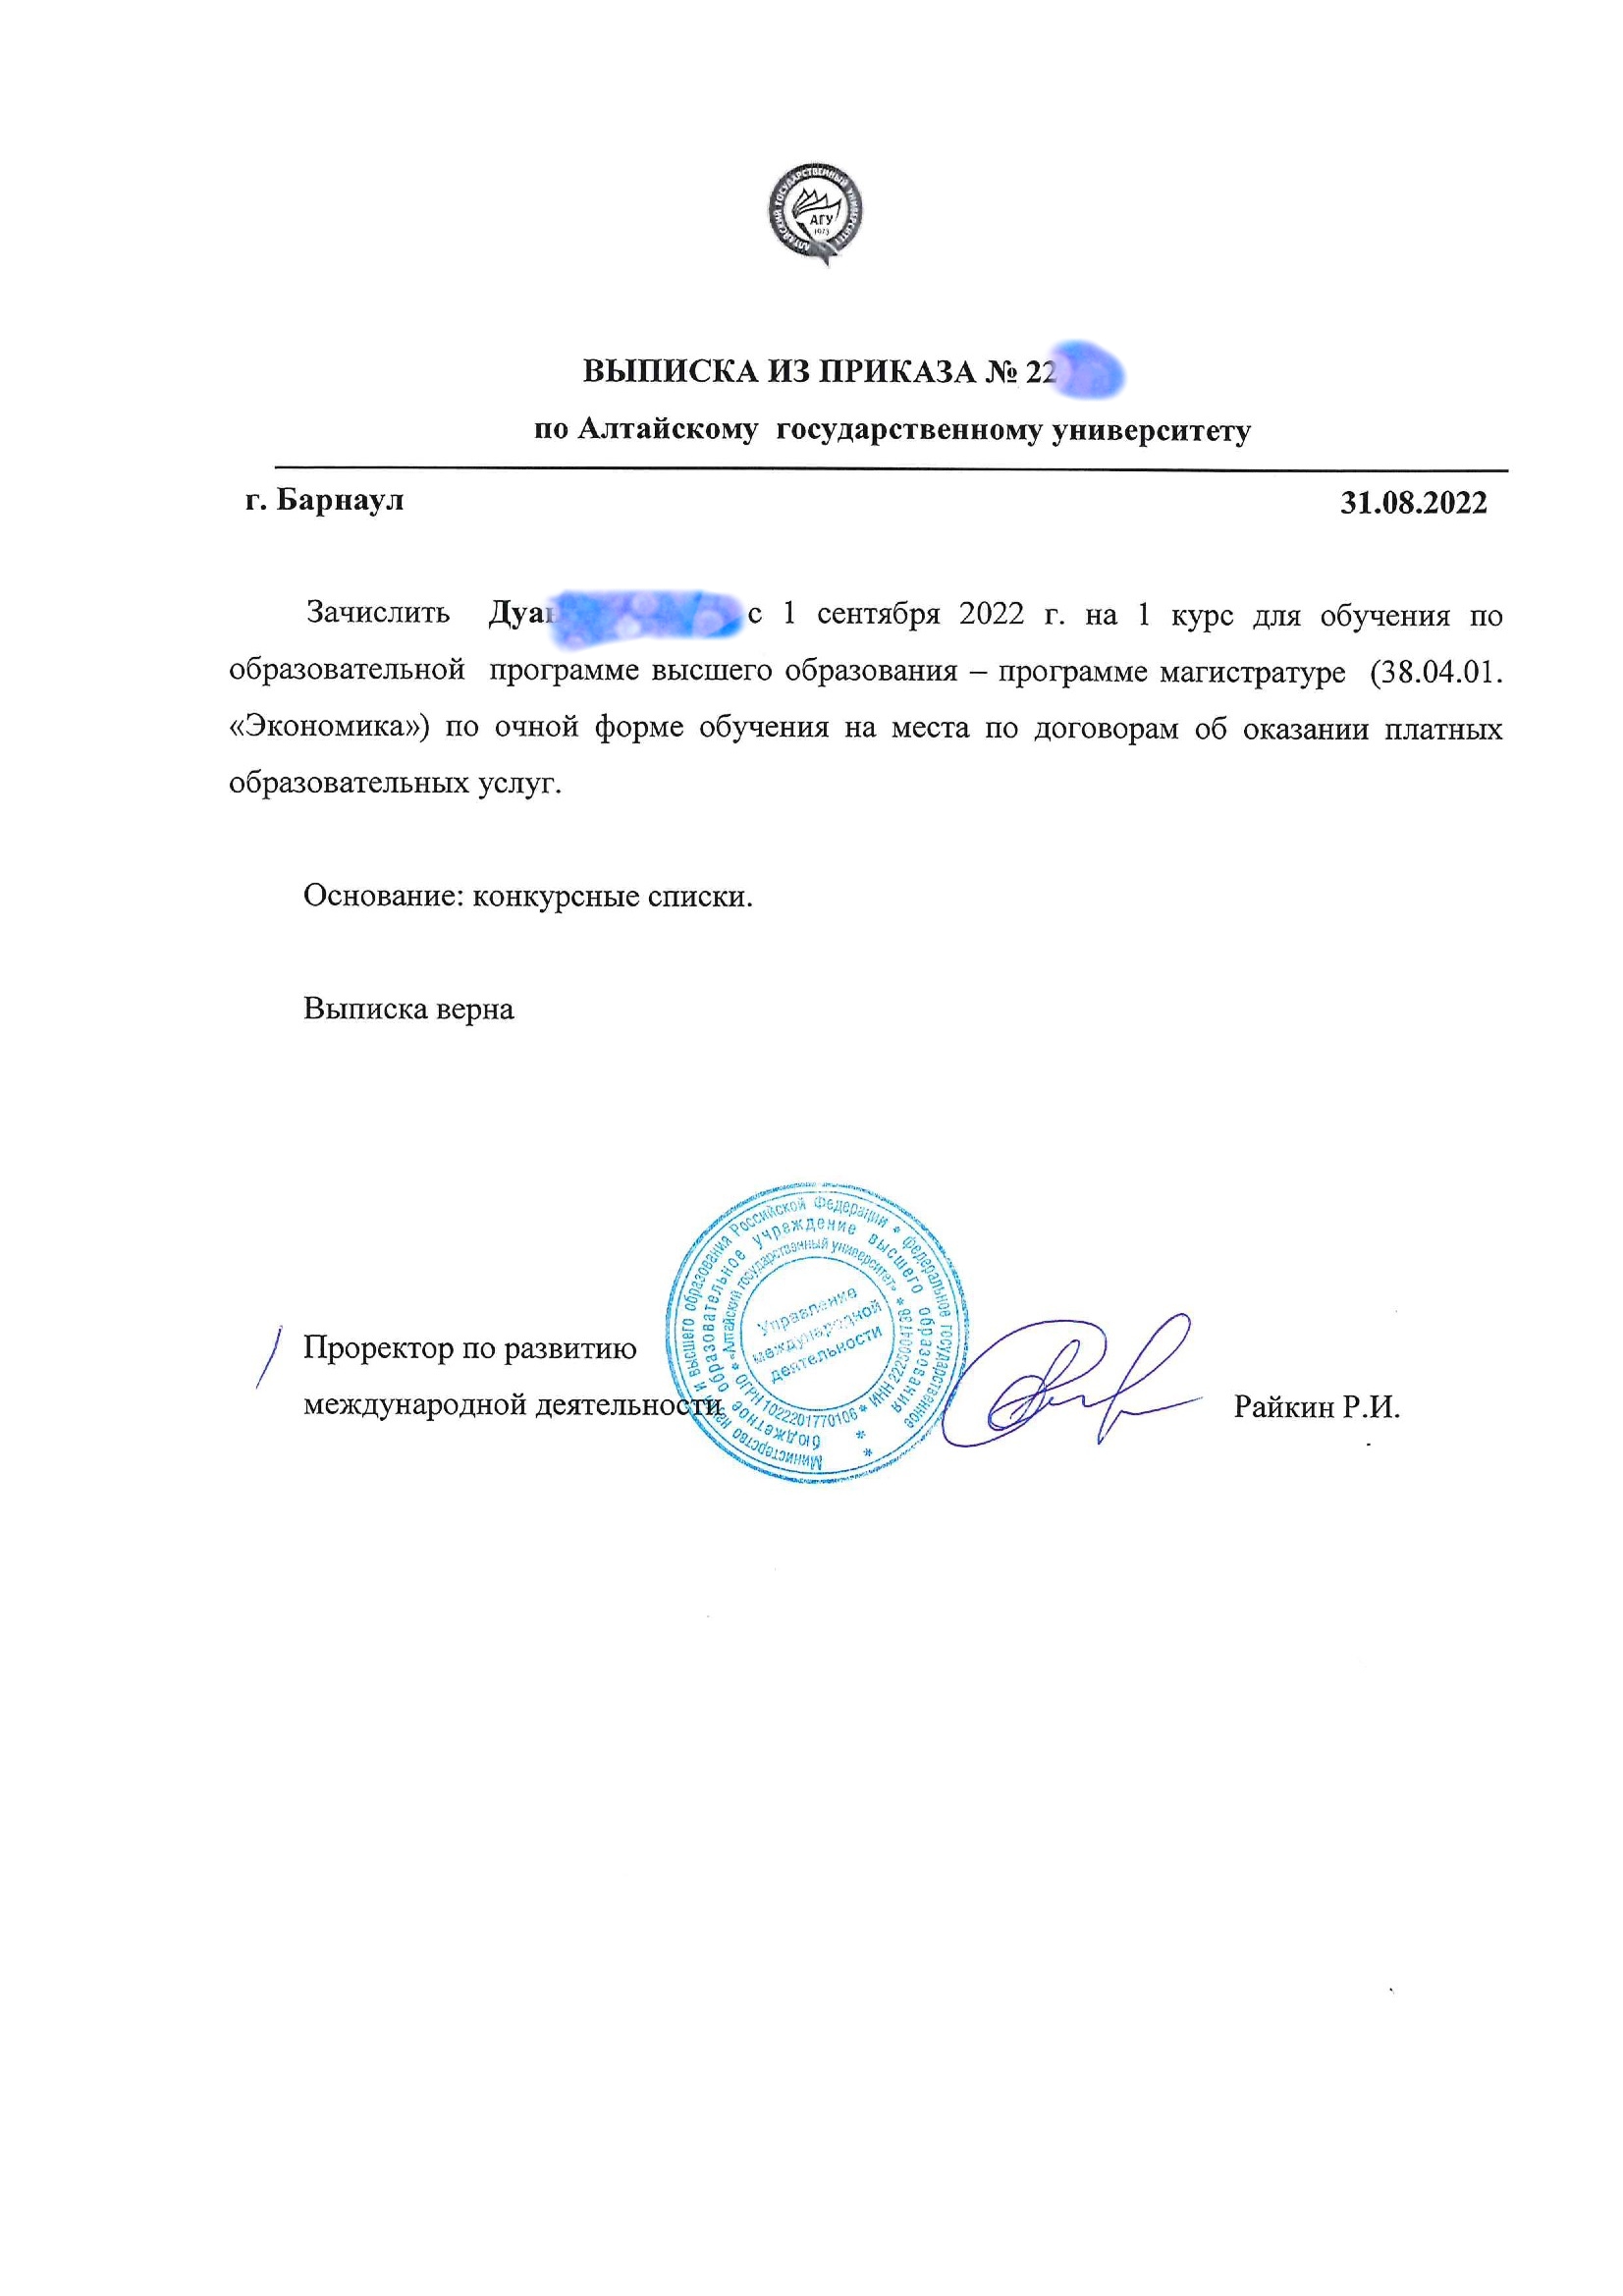 АЛТАЙСКИЙ ГОСУДАРСТВЕННЫЙ УНИВЕРСИТЕТ
АГУ
1973
ВЫПИСКА ИЗ ПРИКАЗА № 22
по Алтайскому государственному университету
г. Барнаул 31.08.2022
Зачислить с 1 сентября 2022 г. на 1 курс для обучения по
образовательной программе высшего образования – программе магистратуре (38.04.01.
«Экономика») по очной форме обучения на места по договорам об оказании платных
образовательных услуг.
Основание: конкурсные списки.
Выписка верна
Министерство науки и высшего образования Российской Федерации * федеральное государственное *
бюджетное образовательное учреждение высшего образования *
«Алтайский государственный университет» * ИНН 2225004738 * ОГРН 1022201770106 *
Управление
международной
деятельности
Проректор по развитию
международной деятельности Райкин Р.И.